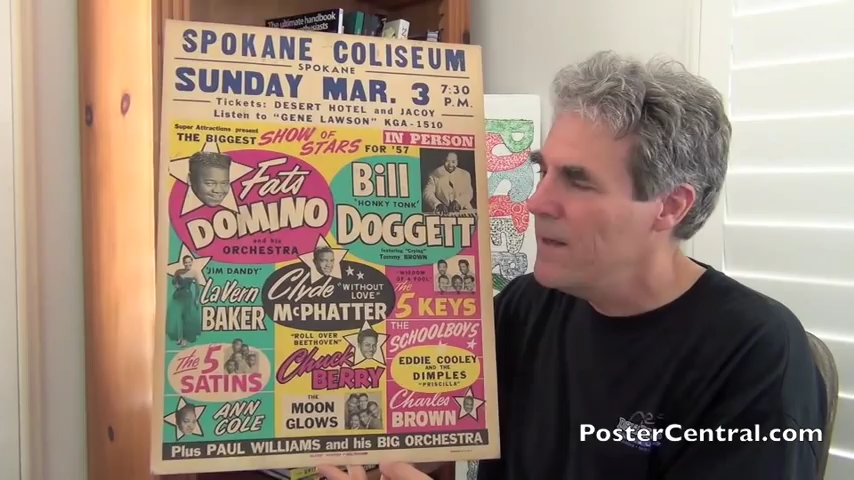 The ultimate handbook
SPOKANE COLISEUM
SPOKANE
SUNDAY MAR. 3 7:30 P.M.
Tickets: DESERT HOTEL and JACOY
Listen to "GENE LAWSON" KGA-1510
Super Attractions present
THE BIGGEST SHOW OF STARS FOR '57
IN PERSON
Fats
DOMINO
and his
ORCHESTRA
Bill
"HONKY TONK"
DOGGETT
featuring "Crying"
Tommy BROWN
"JIM DANDY"
LaVern
BAKER
Clyde "WITHOUT LOVE"
McPHATTER
"WISDOM OF A FOOL"
The
5 KEYS
THE
SCHOOLBOYS
The 5
SATINS
"ROLL OVER BEETHOVEN"
Chuck
BERRY
EDDIE COOLEY
AND THE
DIMPLES
"PRISCILLA"
ANN
COLE
THE
MOON
GLOWS
Charles
BROWN
PLUS PAUL WILLIAMS AND HIS BIG ORCHESTRA
PosterCentral.com